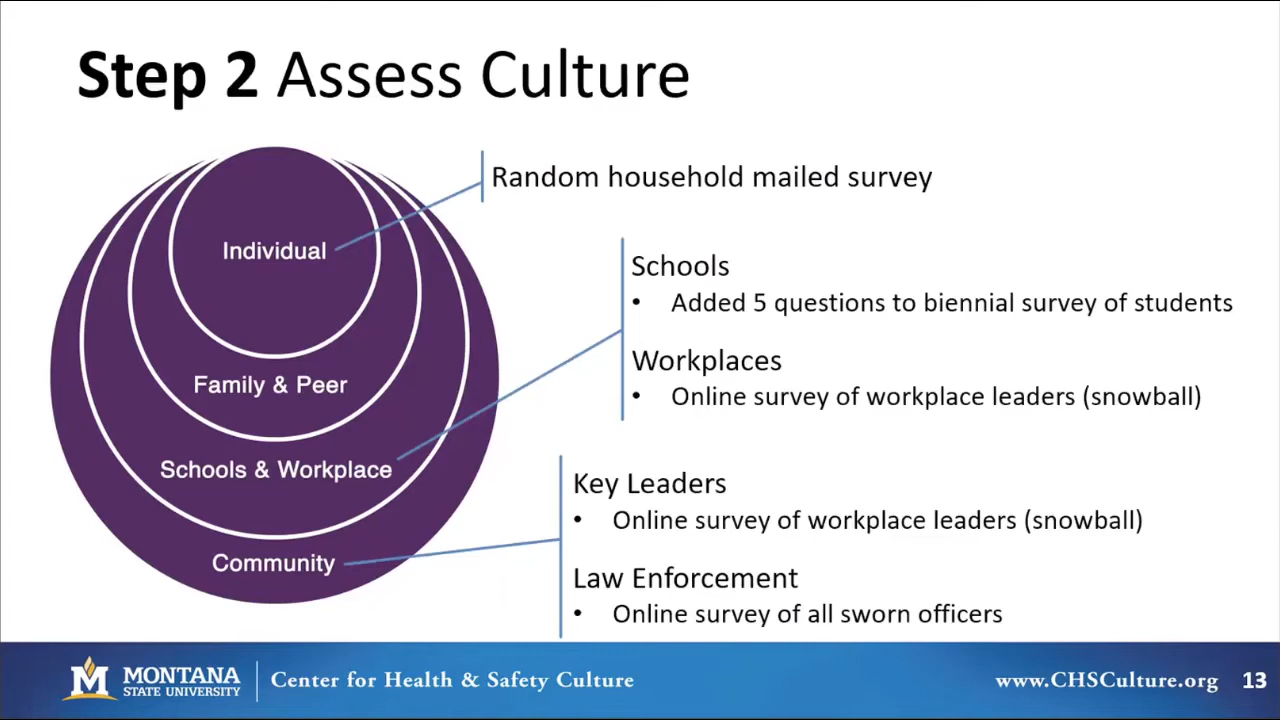 Step 2 Assess Culture
Individual
Family & Peer
Schools & Workplace
Community
Random household mailed survey
Schools
• Added 5 questions to biennial survey of students
Workplaces
• Online survey of workplace leaders (snowball)
Key Leaders
• Online survey of workplace leaders (snowball)
Law Enforcement
• Online survey of all sworn officers
M MONTANA
STATE UNIVERSITY
Center for Health & Safety Culture
www.CHSCulture.org 13